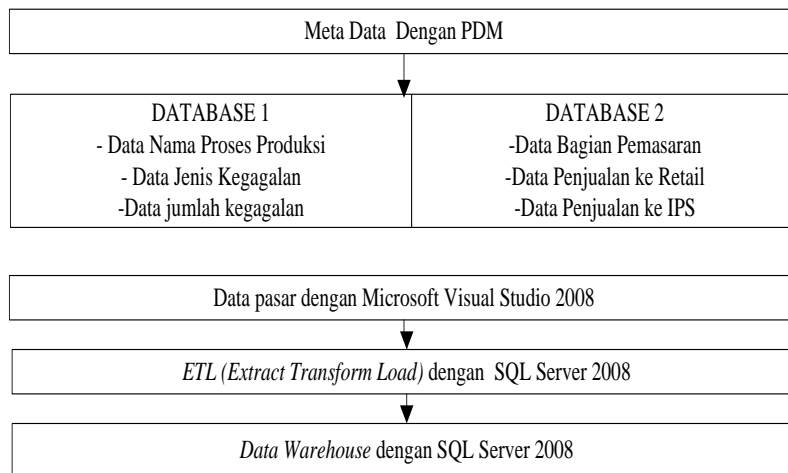 Meta Data Dengan PDM
DATABASE 1
- Data Nama Proses Produksi
- Data Jenis Kegagalan
-Data jumlah kegagalan
DATABASE 2
-Data Bagian Pemasaran
-Data Penjualan ke Retail
-Data Penjualan ke IPS
Data pasar dengan Microsoft Visual Studio 2008
ETL (Extract Transform Load) dengan SQL Server 2008
Data Warehouse dengan SQL Server 2008